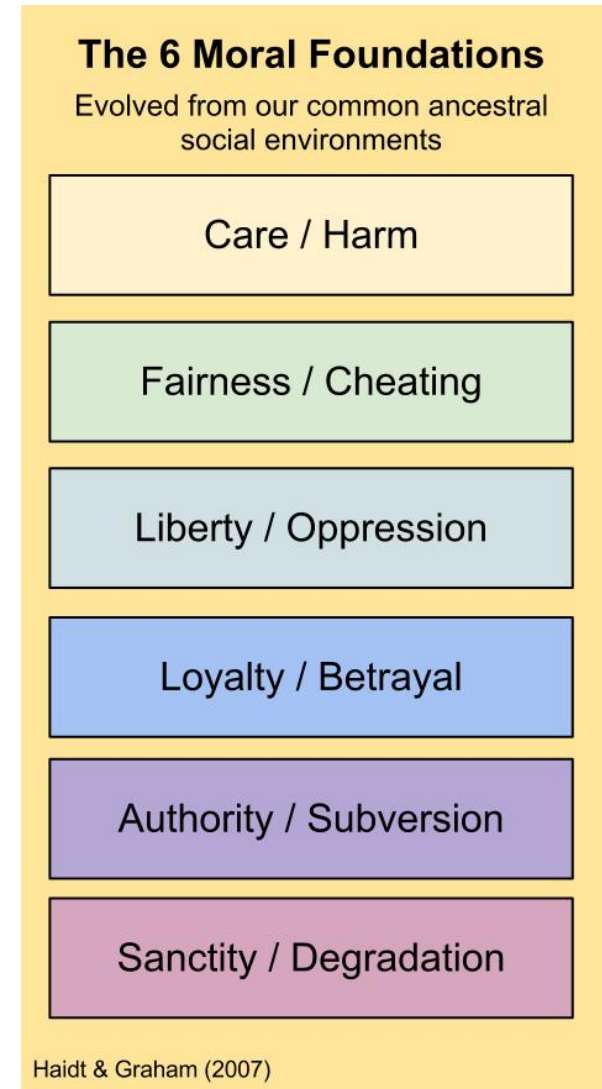 The 6 Moral Foundations
Evolved from our common ancestral
social environments
Care / Harm
Fairness / Cheating
Liberty / Oppression
Loyalty / Betrayal
Authority / Subversion
Sanctity / Degradation
Haidt & Graham (2007)